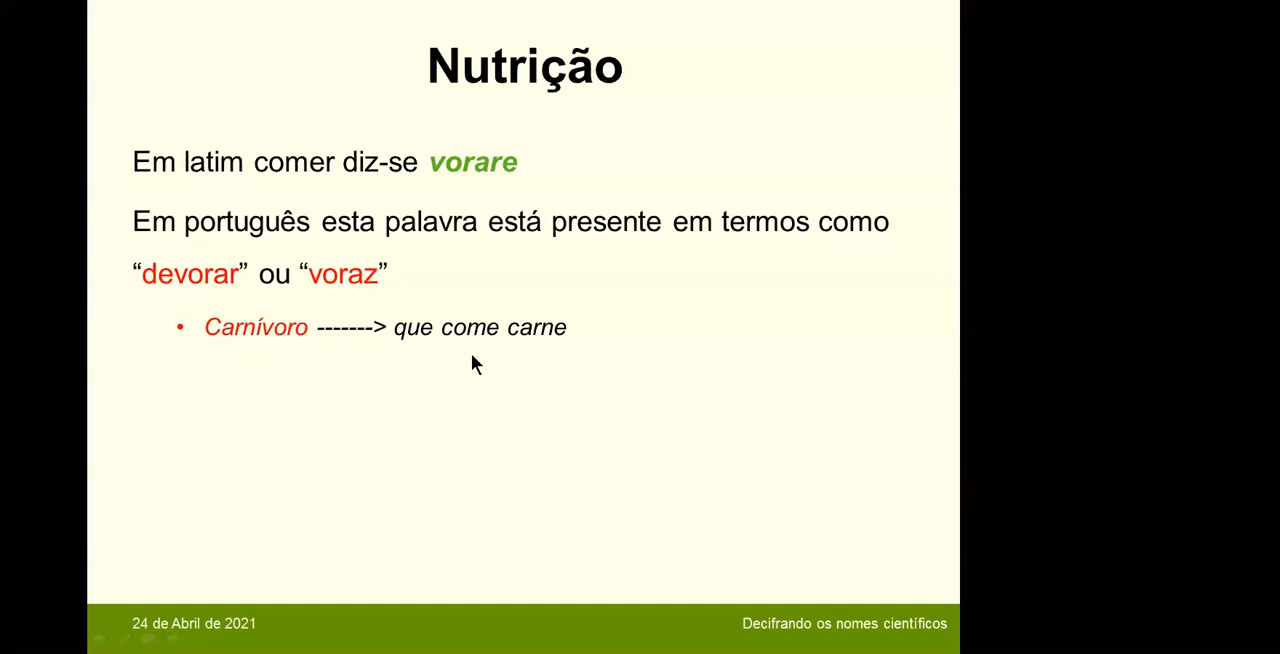 Nutrição
Em latim comer diz-se vorare
Em português esta palavra está presente em termos como
“devorar” ou “voraz”
• Carnívoro -------> que come carne
24 de Abril de 2021
Decifrando os nomes científicos